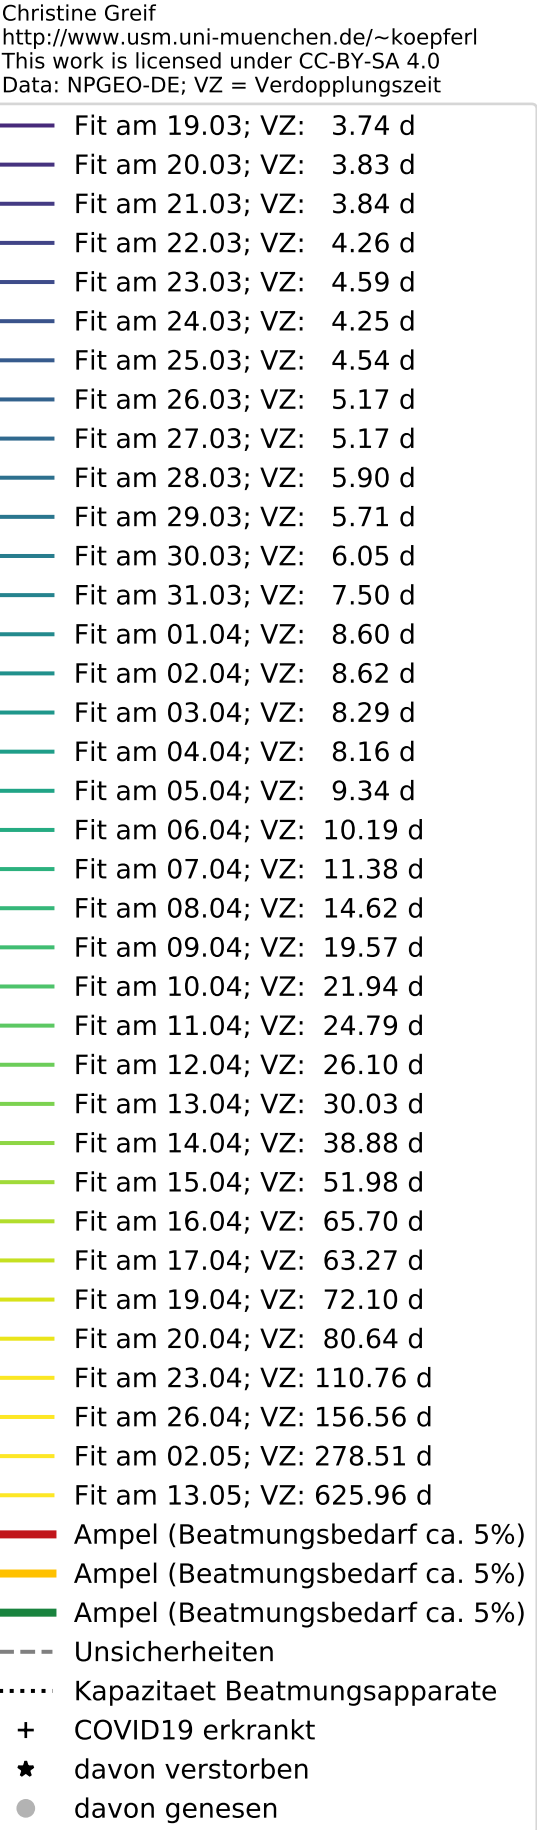 Christine Greif
http://www.usm.uni-muenchen.de/~koepferl
This work is licensed under CC-BY-SA 4.0
Data: NPGEO-DE; VZ = Verdopplungszeit
Fit am 19.03; VZ: 3.74 d
Fit am 20.03; VZ: 3.83 d
Fit am 21.03; VZ: 3.84 d
Fit am 22.03; VZ: 4.26 d
Fit am 23.03; VZ: 4.59 d
Fit am 24.03; VZ: 4.25 d
Fit am 25.03; VZ: 4.54 d
Fit am 26.03; VZ: 5.17 d
Fit am 27.03; VZ: 5.17 d
Fit am 28.03; VZ: 5.90 d
Fit am 29.03; VZ: 5.71 d
Fit am 30.03; VZ: 6.05 d
Fit am 31.03; VZ: 7.50 d
Fit am 01.04; VZ: 8.60 d
Fit am 02.04; VZ: 8.62 d
Fit am 03.04; VZ: 8.29 d
Fit am 04.04; VZ: 8.16 d
Fit am 05.04; VZ: 9.34 d
Fit am 06.04; VZ: 10.19 d
Fit am 07.04; VZ: 11.38 d
Fit am 08.04; VZ: 14.62 d
Fit am 09.04; VZ: 19.57 d
Fit am 10.04; VZ: 21.94 d
Fit am 11.04; VZ: 24.79 d
Fit am 12.04; VZ: 26.10 d
Fit am 13.04; VZ: 30.03 d
Fit am 14.04; VZ: 38.88 d
Fit am 15.04; VZ: 51.98 d
Fit am 16.04; VZ: 65.70 d
Fit am 17.04; VZ: 63.27 d
Fit am 19.04; VZ: 72.10 d
Fit am 20.04; VZ: 80.64 d
Fit am 23.04; VZ: 110.76 d
Fit am 26.04; VZ: 156.56 d
Fit am 02.05; VZ: 278.51 d
Fit am 13.05; VZ: 625.96 d
Ampel (Beatmungsbedarf ca. 5%)
Ampel (Beatmungsbedarf ca. 5%)
Ampel (Beatmungsbedarf ca. 5%)
Unsicherheiten
Kapazitaet Beatmungsapparate
COVID19 erkrankt
davon verstorben
davon genesen